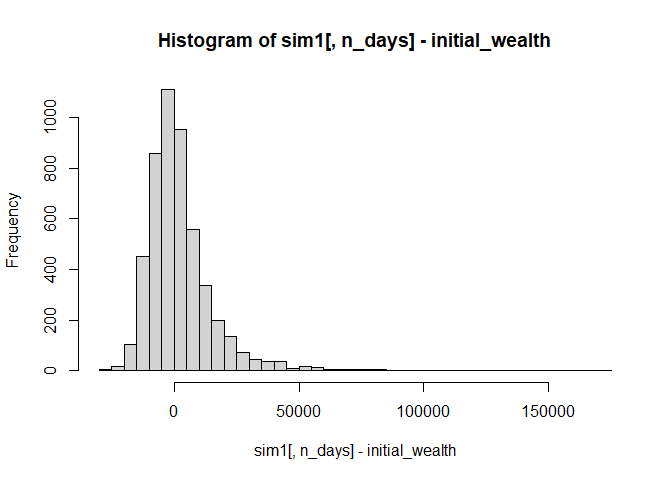 Histogram of sim1[, n_days] - initial_wealth
Frequency
1000
800
600
400
200
0
0 50000 100000 150000
sim1[, n_days] - initial_wealth